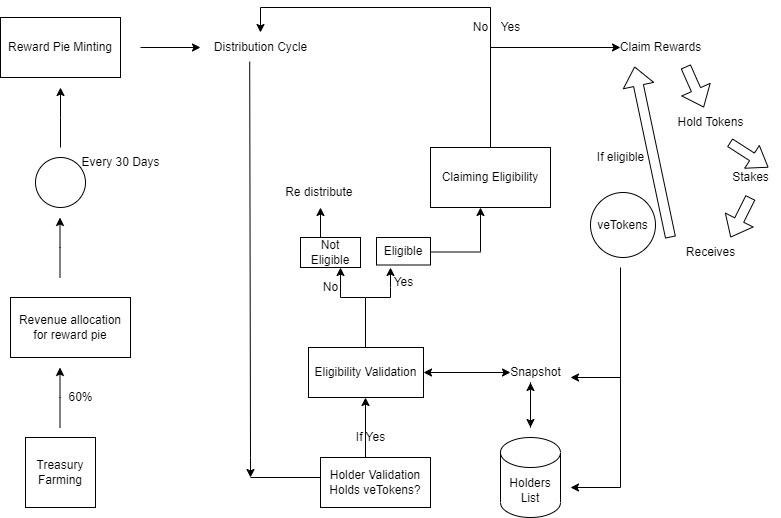 No
Yes
Reward Pie Minting
Distribution Cycle
Claim Rewards
Hold Tokens
Every 30 Days
If eligible
Claiming Eligibility
Stakes
Re distribute
veTokens
Not
Eligible
Eligible
Receives
No
Yes
Revenue allocation
for reward pie
Eligibility Validation
Snapshot
60%
If Yes
Treasury
Farming
Holder Validation
Holds veTokens?
Holders
List